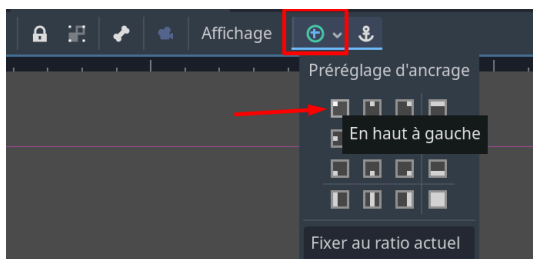 Affichage
Préréglage d'ancrage
En haut à gauche
Fixer au ratio actuel